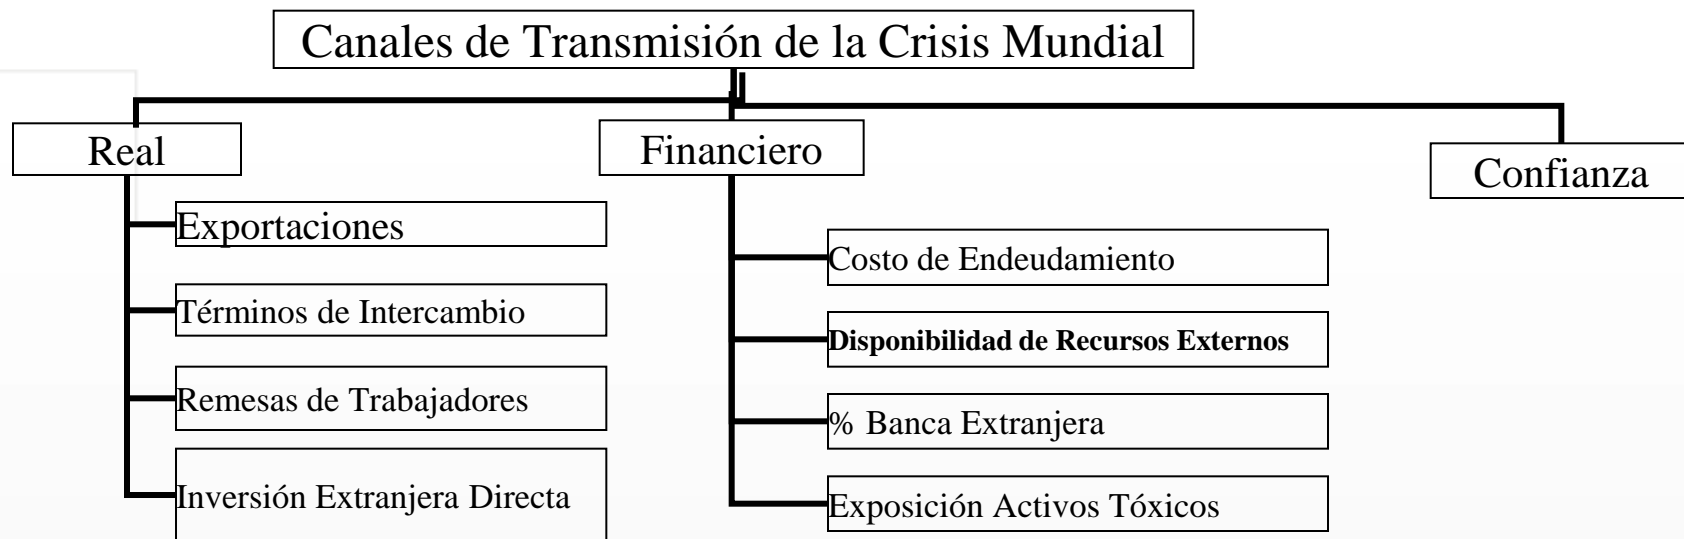 Canales de Transmisión de la Crisis Mundial
Real
Financiero
Confianza
Exportaciones
Términos de Intercambio
Remesas de Trabajadores
Inversión Extranjera Directa
Costo de Endeudamiento
Disponibilidad de Recursos Externos
% Banca Extranjera
Exposición Activos Tóxicos